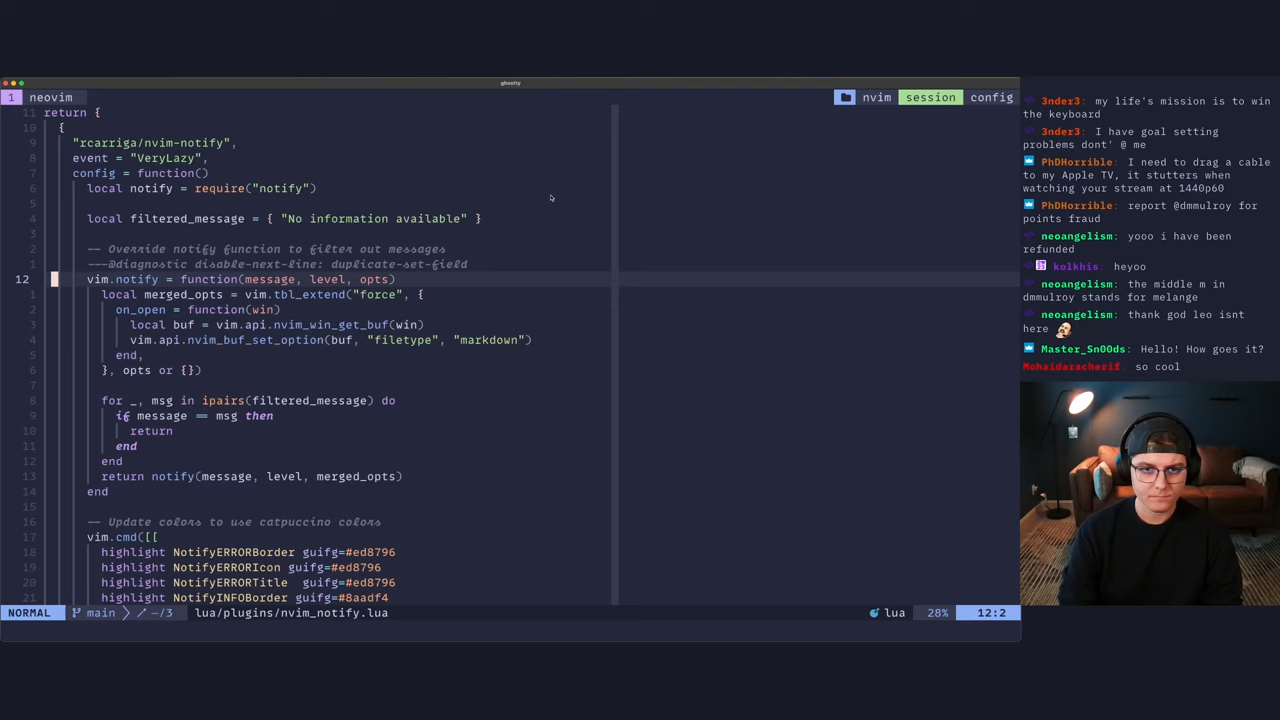 ghostty
1 neovim
nvim session config
11 return {
10 {
9 "rcarriga/nvim-notify",
8 event = "VeryLazy",
7 config = function()
6 local notify = require("notify")
5
4 local filtered_message = { "No information available" }
3
2 -- Override notify function to filter out messages
1 ---@diagnostic disable-next-line: duplicate-set-field
12 vim.notify = function(message, level, opts)
1 local merged_opts = vim.tbl_extend("force", {
2 on_open = function(win)
3 local buf = vim.api.nvim_win_get_buf(win)
4 vim.api.nvim_buf_set_option(buf, "filetype", "markdown")
5 end,
6 }, opts or {})
7
8 for _, msg in ipairs(filtered_message) do
9 if message == msg then
10 return
11 end
12 end
13 return notify(message, level, merged_opts)
14 end
15
16 -- Update colors to use catpuccino colors
17 vim.cmd([[
18 highlight NotifyERRORBorder guifg=#ed8796
19 highlight NotifyERRORIcon guifg=#ed8796
20 highlight NotifyERRORTitle guifg=#ed8796
21 highlight NotifyINFOBorder guifg=#8aadf4
NORMAL main ~/3 lua/plugins/nvim_notify.lua lua 28% 12:2
3nder3: my life's mission is to win
the keyboard
3nder3: I have goal setting
problems dont' @ me
PhDHorrible: I need to drag a cable
to my Apple TV, it stutters when
watching your stream at 1440p60
PhDHorrible: report @dmmulroy for
points fraud
neoangelism: yooo i have been
refunded
kolkhis: heyoo
neoangelism: the middle m in
dmmulroy stands for melange
neoangelism: thank god leo isnt
here
Master_Sn00ds: Hello! How goes it?
Mohaidaracherif: so cool